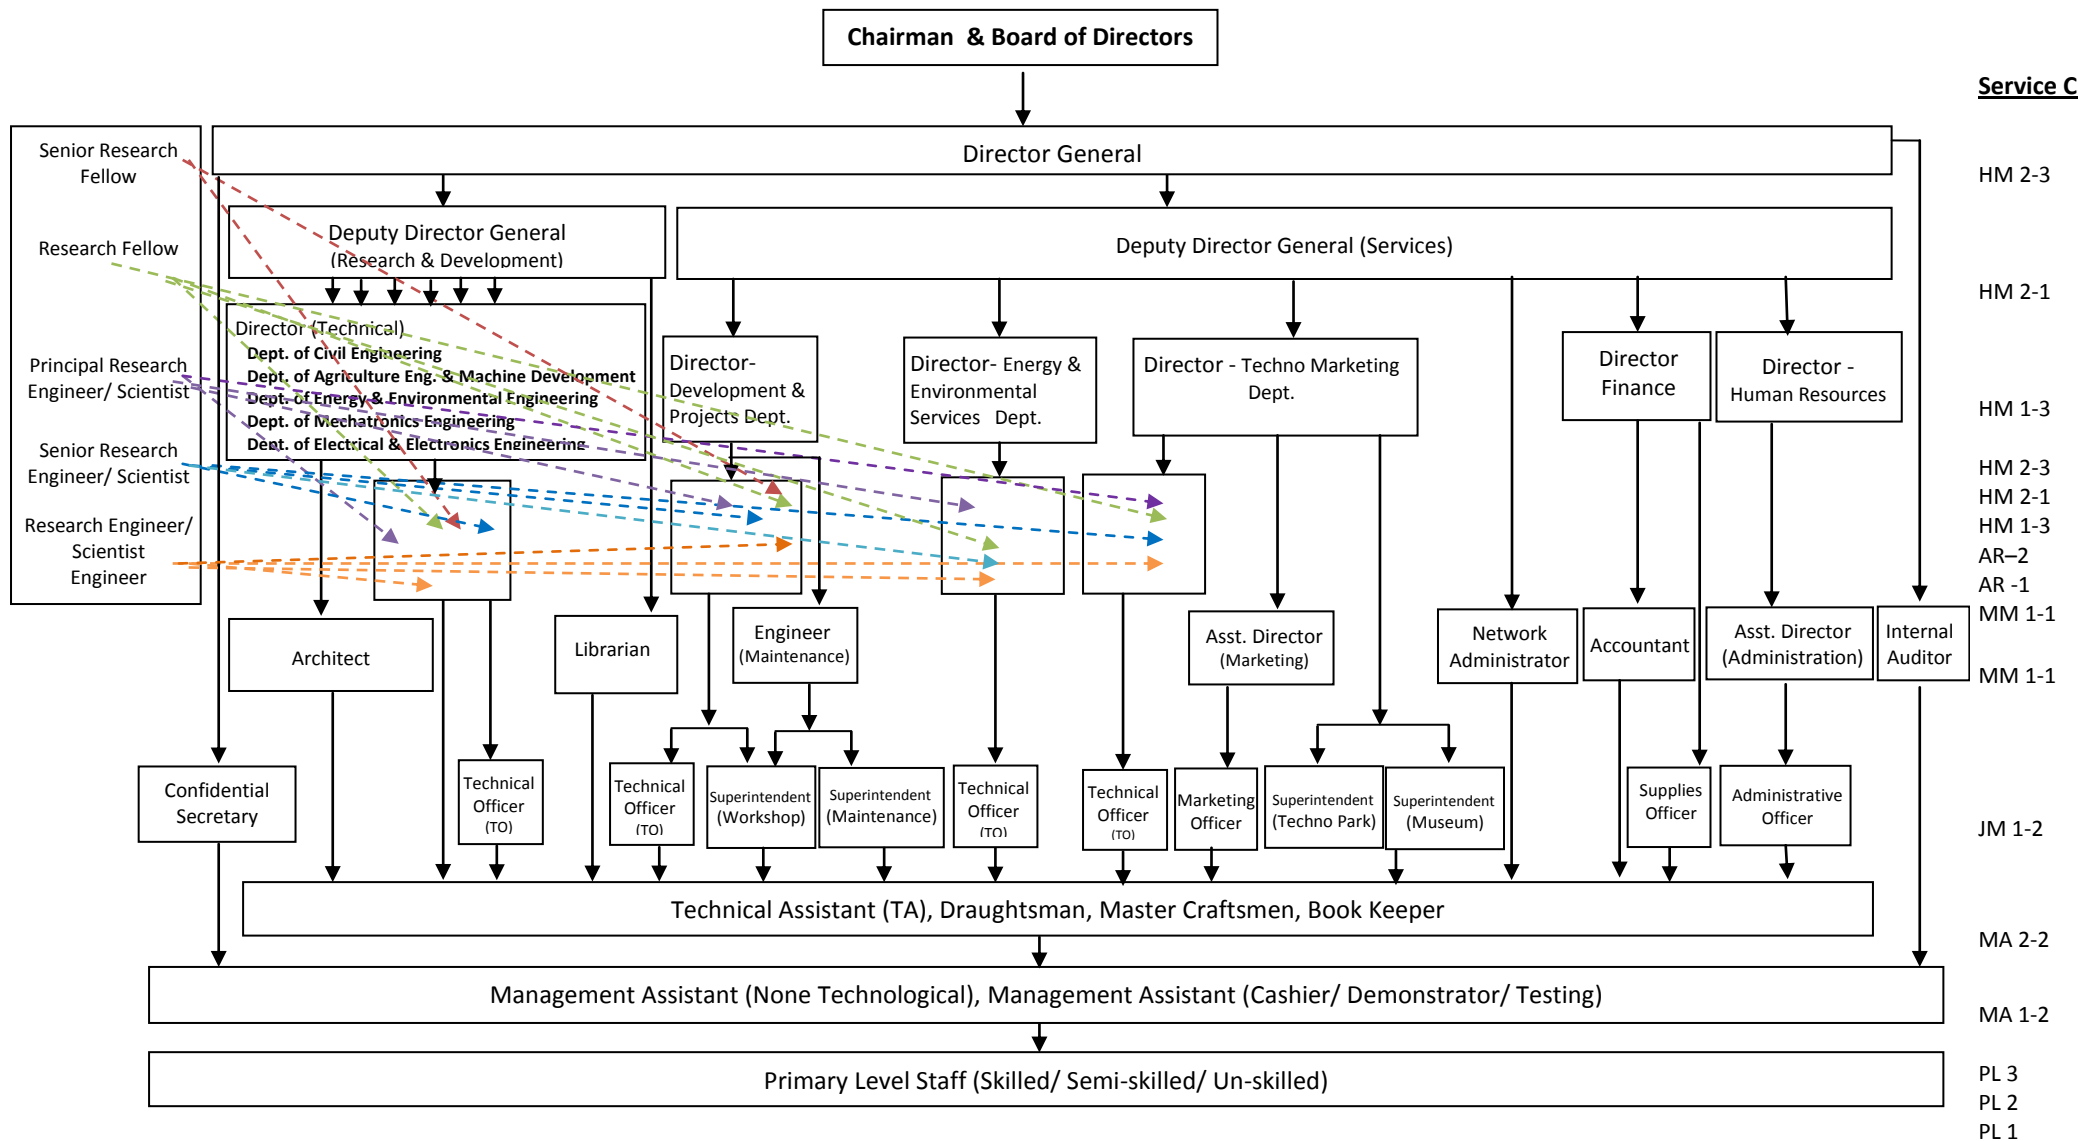 Chairman & Board of Directors
Service C
Director General
HM 2-3
Senior Research
Fellow
Research Fellow
Principal Research
Engineer/ Scientist
Senior Research
Engineer/ Scientist
Research Engineer/
Scientist
Engineer
Deputy Director General
(Research & Development)
Deputy Director General (Services)
HM 2-1
Director (Technical)
Dept. of Civil Engineering
Dept. of Agriculture Eng. & Machine Development
Dept. of Energy & Environmental Engineering
Dept. of Mechatronics Engineering
Dept. of Electrical & Electronics Engineering
Director-
Development &
Projects Dept.
Director- Energy &
Environmental
Services Dept.
Director - Techno Marketing
Dept.
Director
Finance
Director -
Human Resources
HM 1-3
HM 2-3
HM 2-1
HM 1-3
AR–2
AR -1
MM 1-1
Architect
Librarian
Engineer
(Maintenance)
Asst. Director
(Marketing)
Network
Administrator
Accountant
Asst. Director
(Administration)
Internal
Auditor
MM 1-1
Confidential
Secretary
Technical
Officer
(TO)
Technical
Officer
(TO)
Superintendent
(Workshop)
Superintendent
(Maintenance)
Technical
Officer
(TO)
Technical
Officer
(TO)
Marketing
Officer
Superintendent
(Techno Park)
Superintendent
(Museum)
Supplies
Officer
Administrative
Officer
JM 1-2
Technical Assistant (TA), Draughtsman, Master Craftsmen, Book Keeper
MA 2-2
Management Assistant (None Technological), Management Assistant (Cashier/ Demonstrator/ Testing)
MA 1-2
Primary Level Staff (Skilled/ Semi-skilled/ Un-skilled)
PL 3
PL 2
PL 1